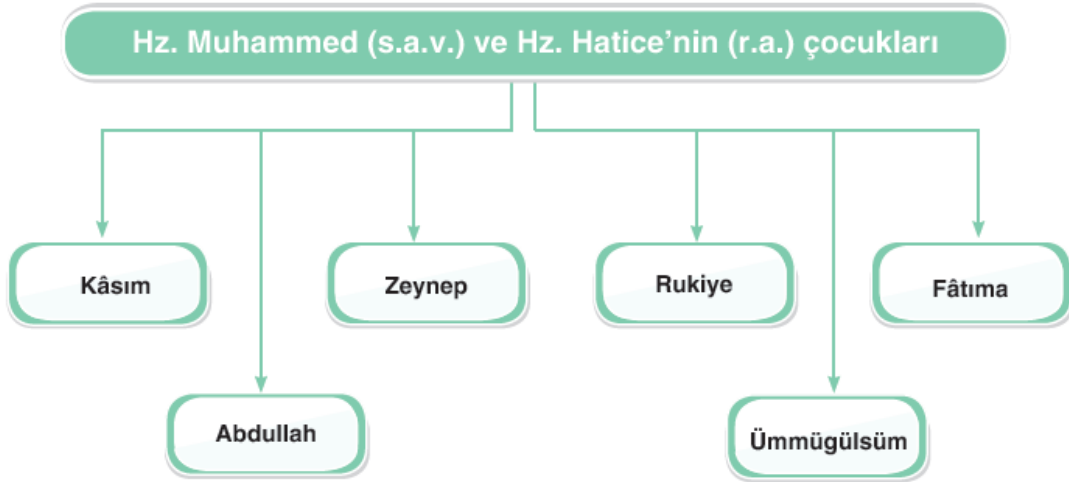 Hz. Muhammed (s.a.v.) ve Hz. Hatice'nin (r.a.) çocukları
Kâsım
Zeynep
Rukiye
Fâtıma
Abdullah
Ümmügülsüm